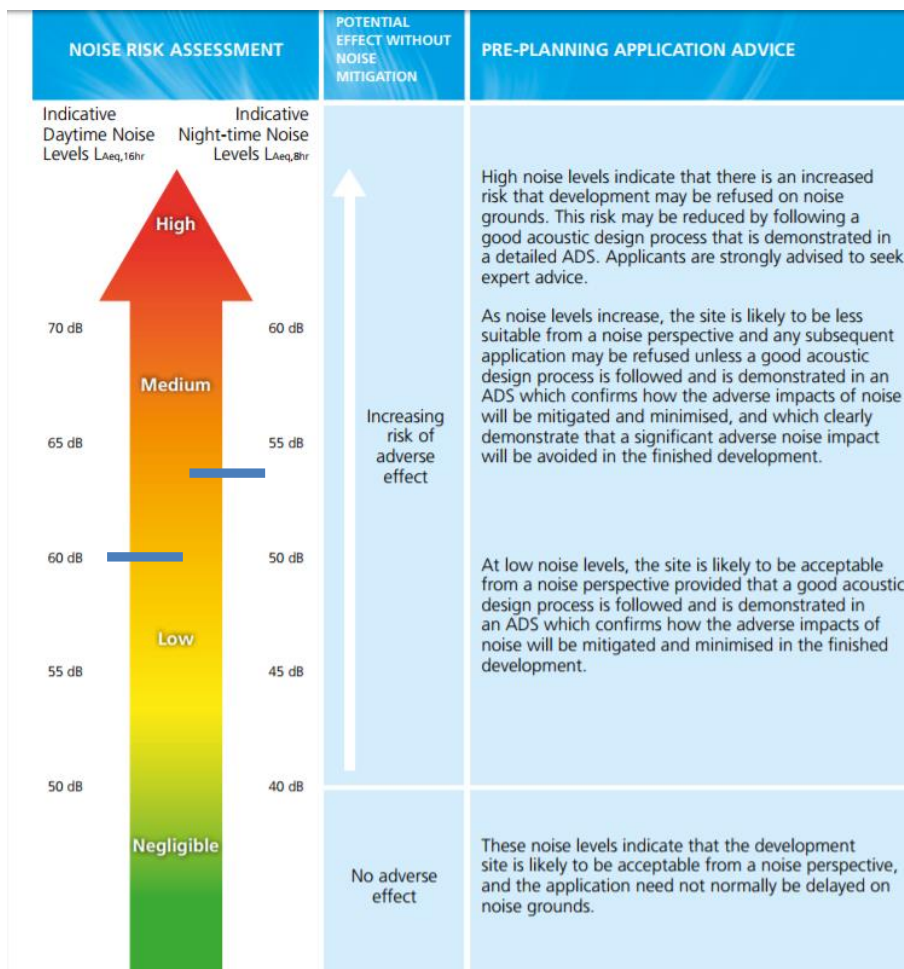 NOISE RISK ASSESSMENT
POTENTIAL
EFFECT WITHOUT
NOISE
MITIGATION
PRE-PLANNING APPLICATION ADVICE
Indicative
Daytime Noise
Levels LAeq,16hr
Indicative
Night-time Noise
Levels LAeq,8hr
High
70 dB
60 dB
Medium
65 dB
55 dB
60 dB
50 dB
Low
55 dB
45 dB
50 dB
40 dB
Negligible
Increasing
risk of
adverse
effect
No adverse
effect
High noise levels indicate that there is an increased
risk that development may be refused on noise
grounds. This risk may be reduced by following a
good acoustic design process that is demonstrated in
a detailed ADS. Applicants are strongly advised to seek
expert advice.
As noise levels increase, the site is likely to be less
suitable from a noise perspective and any subsequent
application may be refused unless a good acoustic
design process is followed and is demonstrated in an
ADS which confirms how the adverse impacts of noise
will be mitigated and minimised, and which clearly
demonstrate that a significant adverse noise impact
will be avoided in the finished development.
At low noise levels, the site is likely to be acceptable
from a noise perspective provided that a good acoustic
design process is followed and is demonstrated in
an ADS which confirms how the adverse impacts of
noise will be mitigated and minimised in the finished
development.
These noise levels indicate that the development
site is likely to be acceptable from a noise perspective,
and the application need not normally be delayed on
noise grounds.